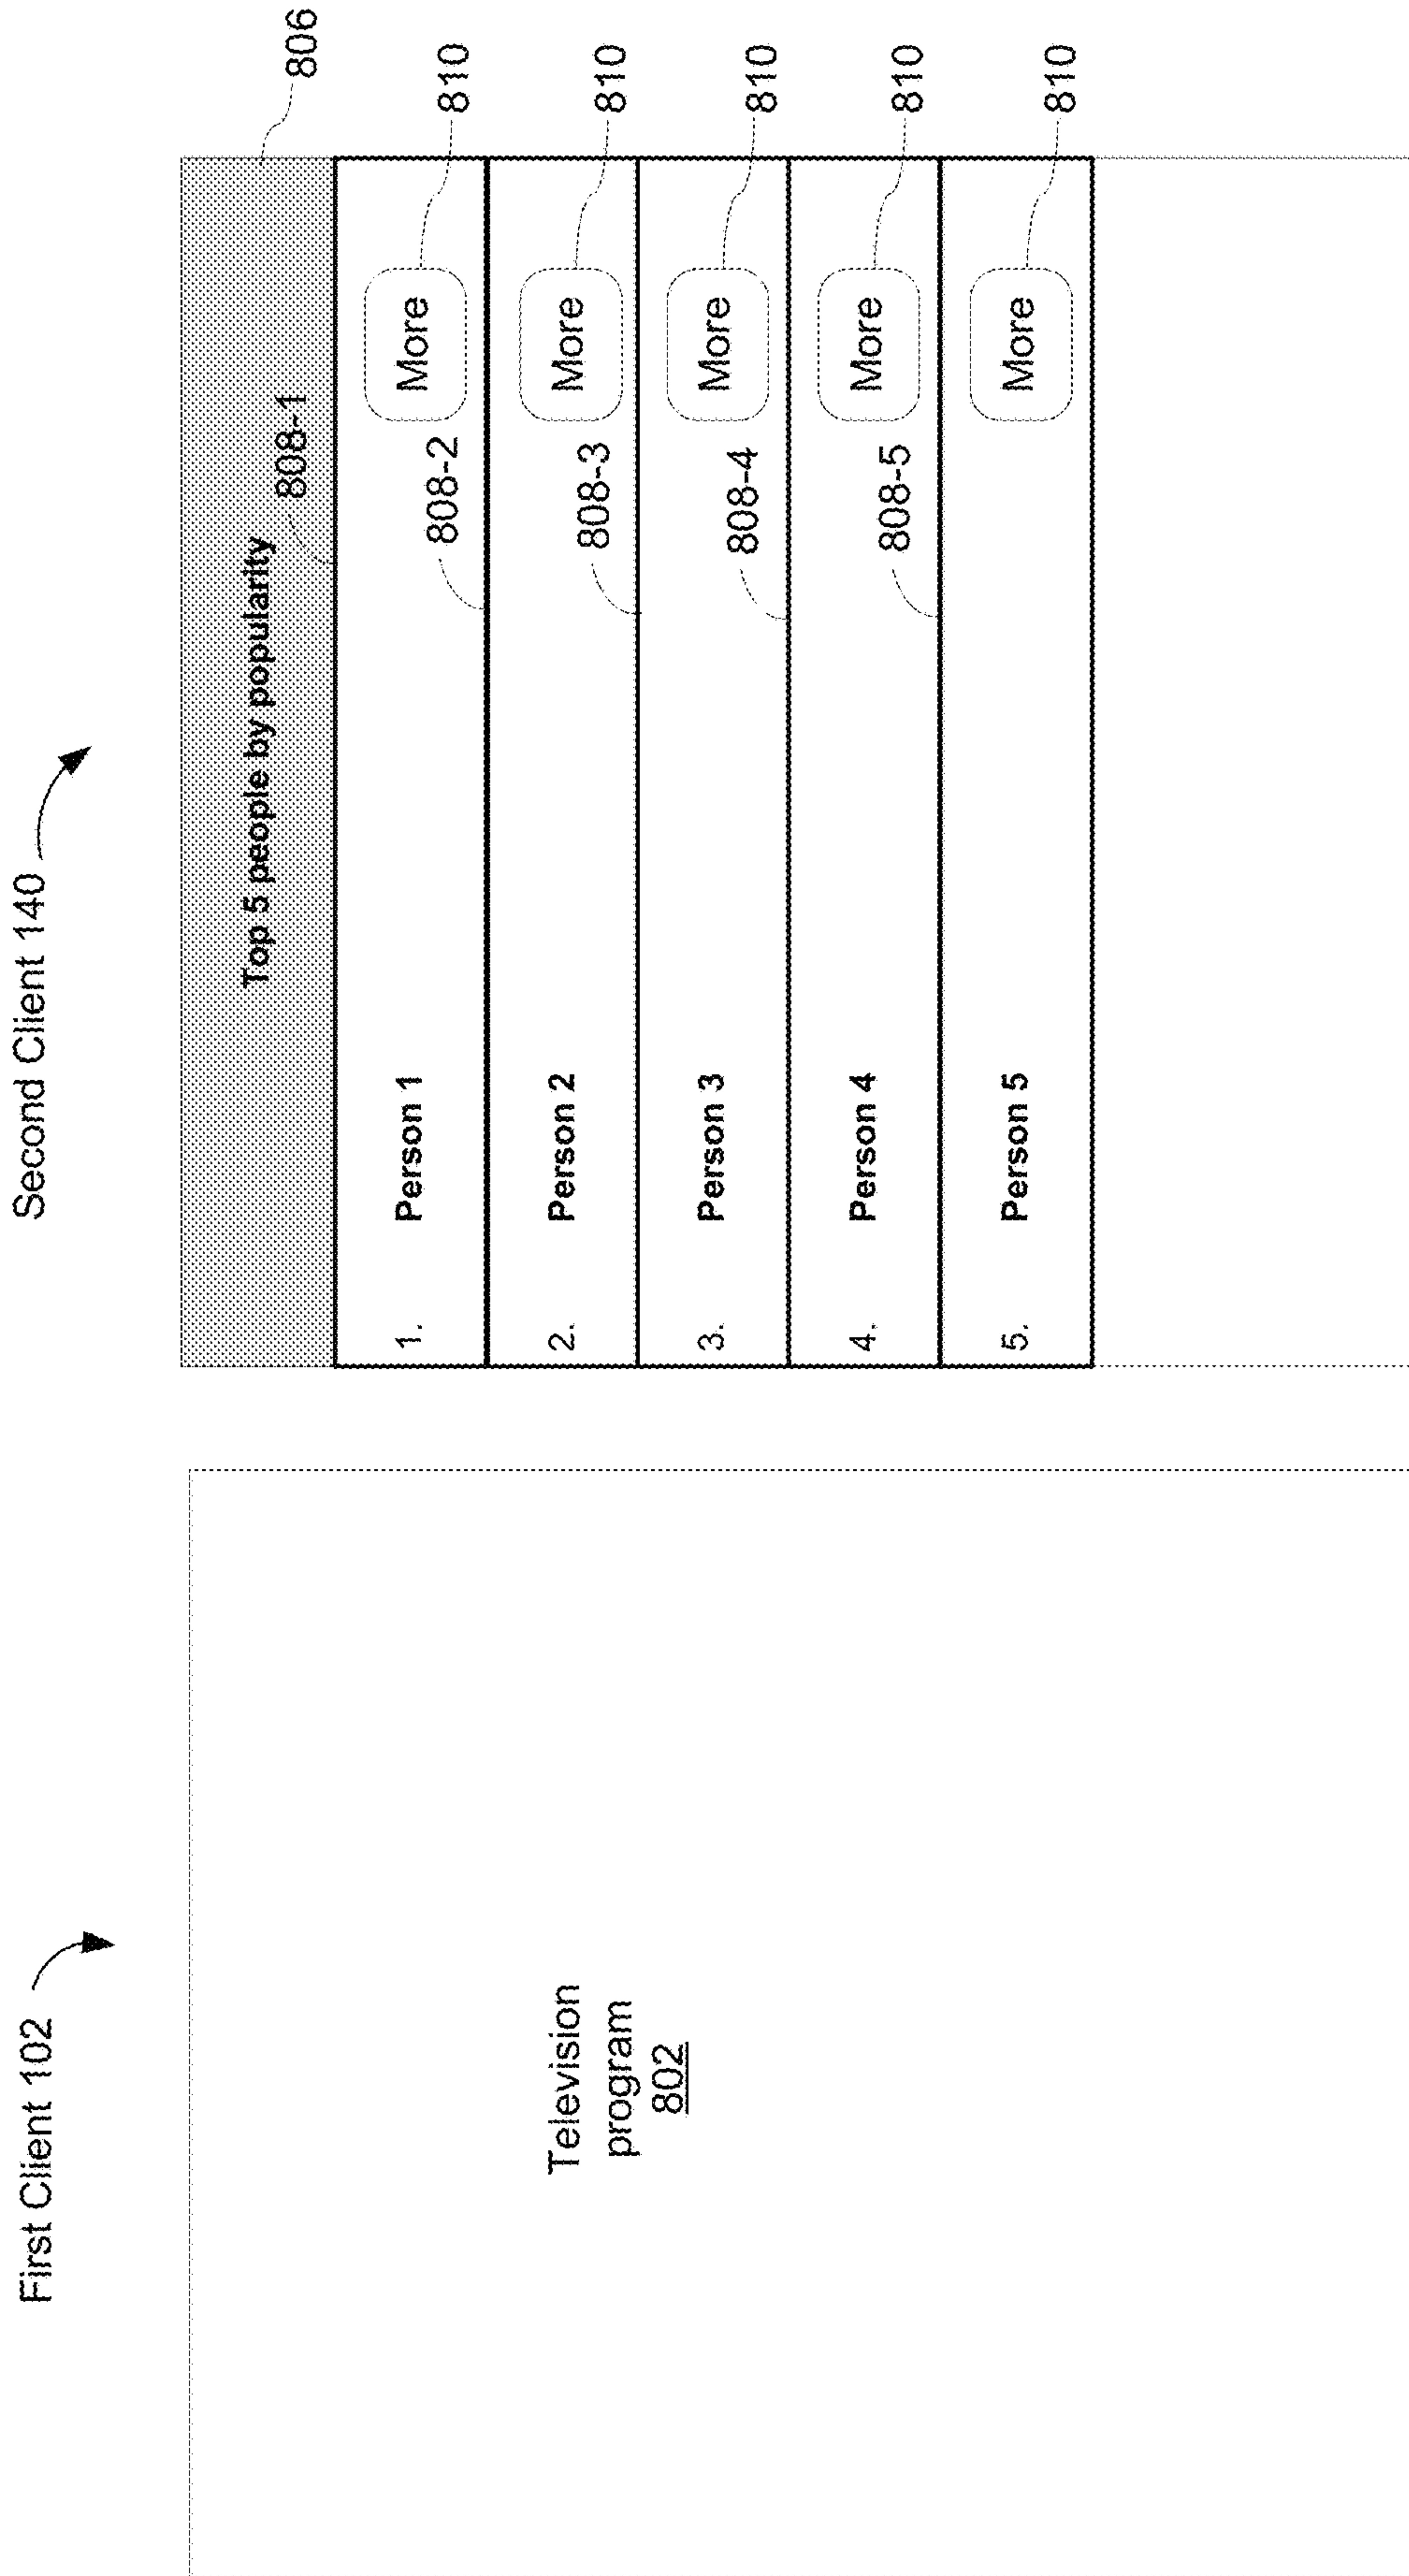 First Client 102
Second Client 140
Television
program
802
806
Top 5 people by popularity
808-1
1. Person 1 More 810
808-2
2. Person 2 More 810
808-3
3. Person 3 More 810
808-4
4. Person 4 More 810
808-5
5. Person 5 More 810